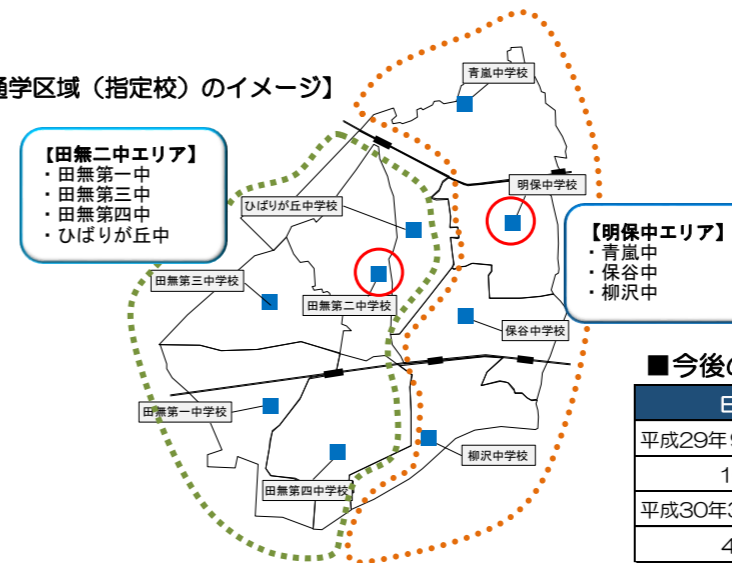 通学区域（指定校）のイメージ】
青嵐中学校
【田無二中エリア】
・田無第一中
・田無第三中
・田無第四中
・ひばりが丘中
明保中学校
ひばりが丘中学校
【明保中エリア】
・青嵐中
・保谷中
・柳沢中
田無第三中学校
田無第二中学校
保谷中学校
■今後の
田無第一中学校
平成29年
1
柳沢中学校
田無第四中学校
平成30年3
4